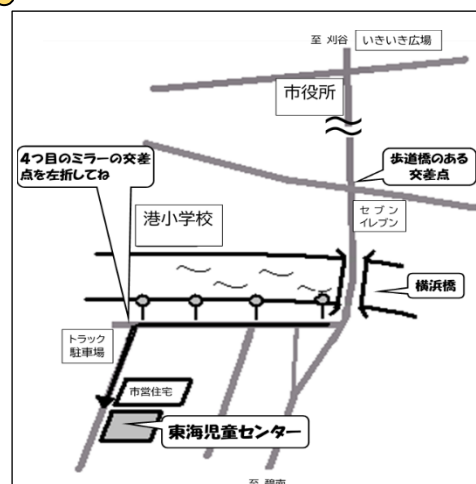 至 刈谷
いきいき広場
市役所
4つ目のミラーの交差
点を左折してね
歩道橋のある
交差点
港小学校
セブン
イレブン
横浜橋
トラック
駐車場
市営住宅
東海児童センター
至 碧南